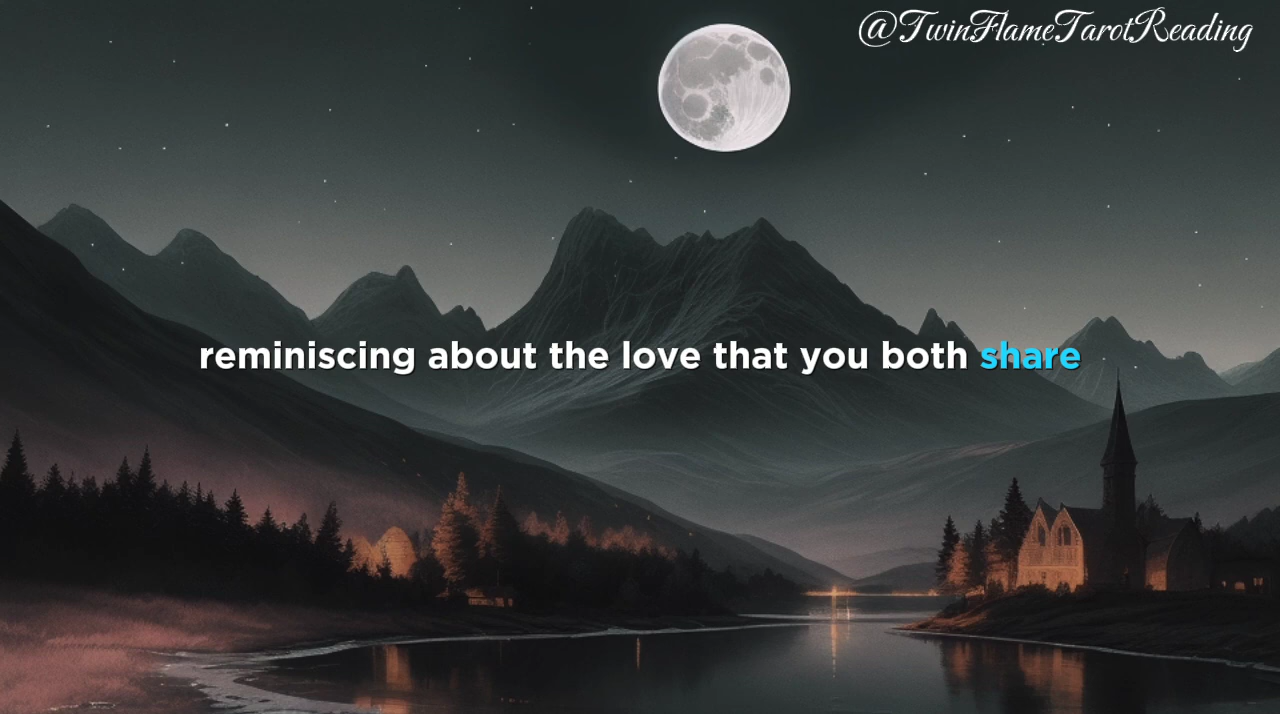 @TwinFlameTarotReading
reminiscing about the love that you both share